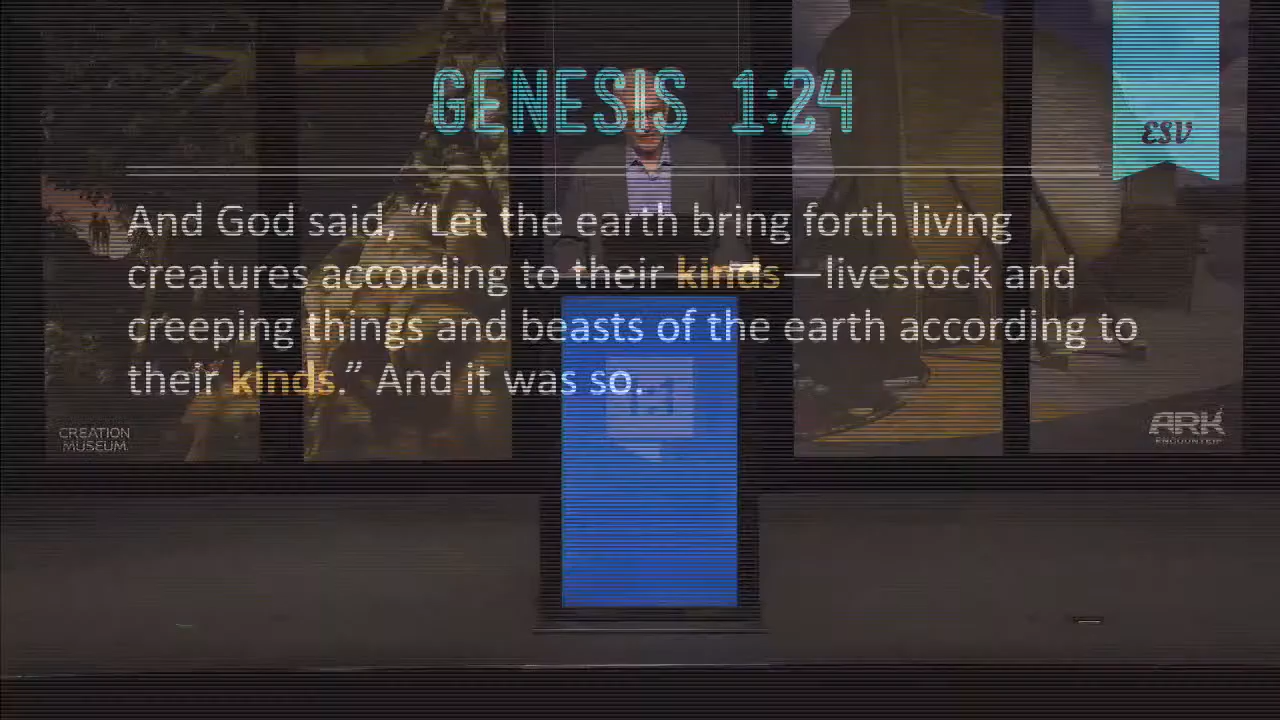 GENESIS 1:24
ESV
And God said, “Let the earth bring forth living
creatures according to their kinds—livestock and
creeping things and beasts of the earth according to
their kinds.” And it was so.
CREATION
MUSEUM
ARK
ENCOUNTER